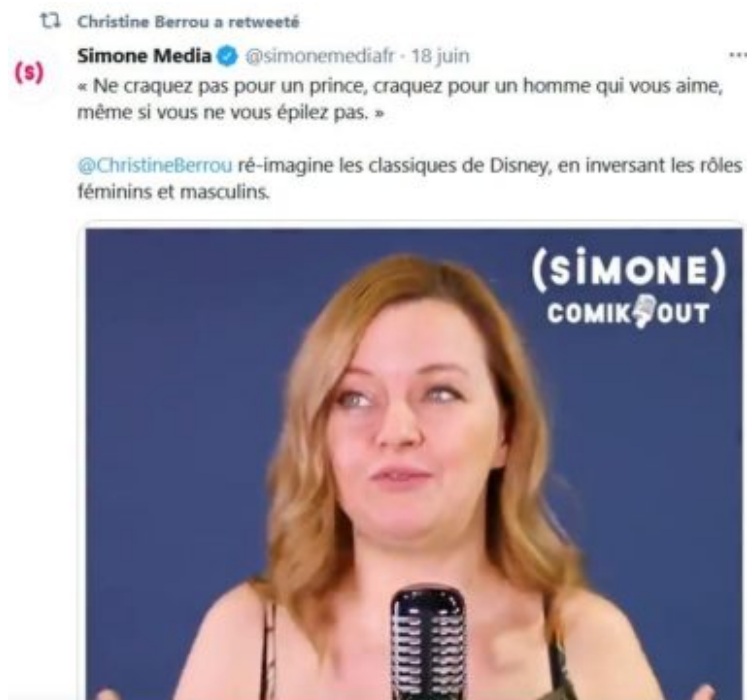 Christine Berrou a retweeté
Simone Media @simonemediafr · 18 juin
(s)
« Ne craquez pas pour un prince, craquez pour un homme qui vous aime,
même si vous ne vous épilez pas. »
@ChristineBerrou ré-imagine les classiques de Disney, en inversant les rôles
féminins et masculins.
(SiMONE)
COMIK OUT